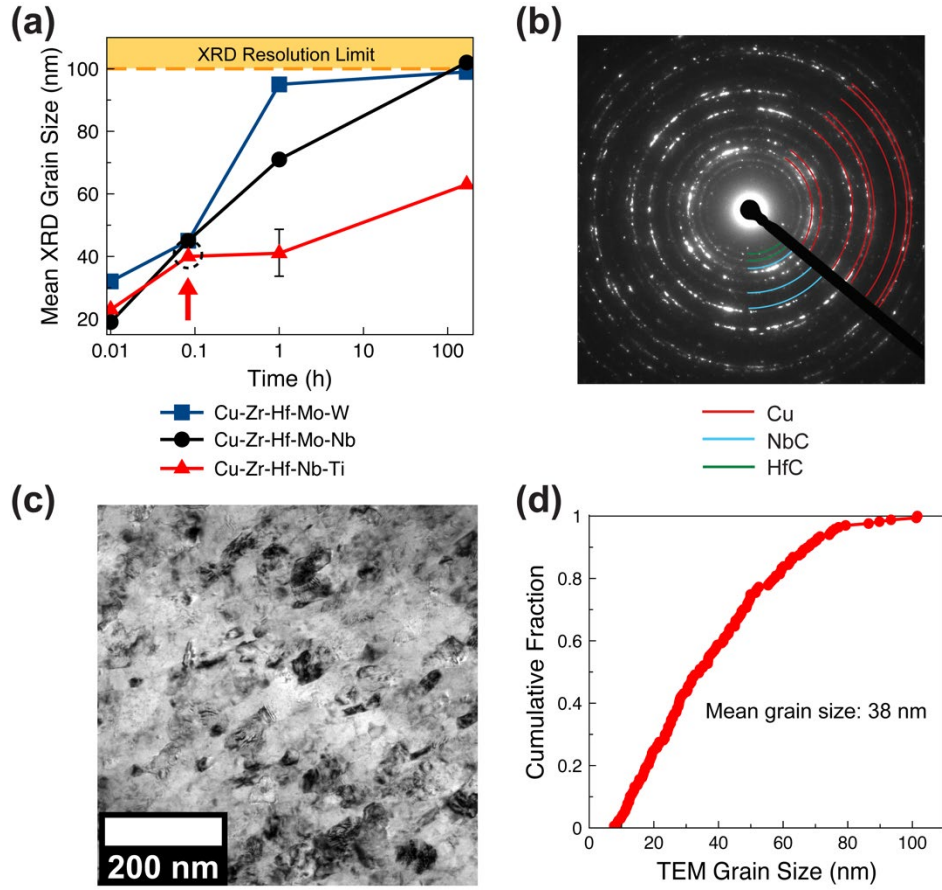 (a)
XRD Resolution Limit
Mean XRD Grain Size (nm)
100
80
60
40
20
0.01 0.1 1 10 100
Time (h)
Cu-Zr-Hf-Mo-W
Cu-Zr-Hf-Mo-Nb
Cu-Zr-Hf-Nb-Ti
(b)
Cu
NbC
HfC
(c)
200 nm
(d)
Cumulative Fraction
1
0.8
0.6
0.4
0.2
0
Mean grain size: 38 nm
0 20 40 60 80 100
TEM Grain Size (nm)